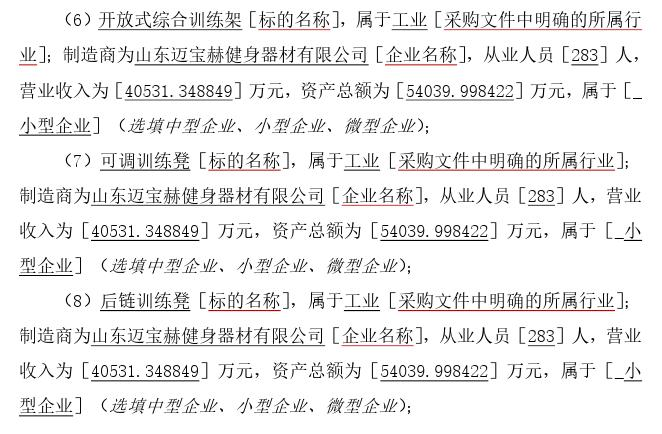 （6）开放式综合训练架［标的名称］，属于工业［采购文件中明确的所属行
业］；制造商为山东迈宝赫健身器材有限公司［企业名称］，从业人员［283］人，
营业收入为［40531.348849］万元，资产总额为［54039.998422］万元，属于［_
小型企业］（选填中型企业、小型企业、微型企业）；
（7）可调训练凳［标的名称］，属于工业［采购文件中明确的所属行业］；
制造商为山东迈宝赫健身器材有限公司［企业名称］，从业人员［283］人，营业
收入为［40531.348849］万元，资产总额为［54039.998422］万元，属于［_小
型企业］（选填中型企业、小型企业、微型企业）；
（8）后链训练凳［标的名称］，属于工业［采购文件中明确的所属行业］；
制造商为山东迈宝赫健身器材有限公司［企业名称］，从业人员［283］人，营业
收入为［40531.348849］万元，资产总额为［54039.998422］万元，属于［_小
型企业］（选填中型企业、小型企业、微型企业）；